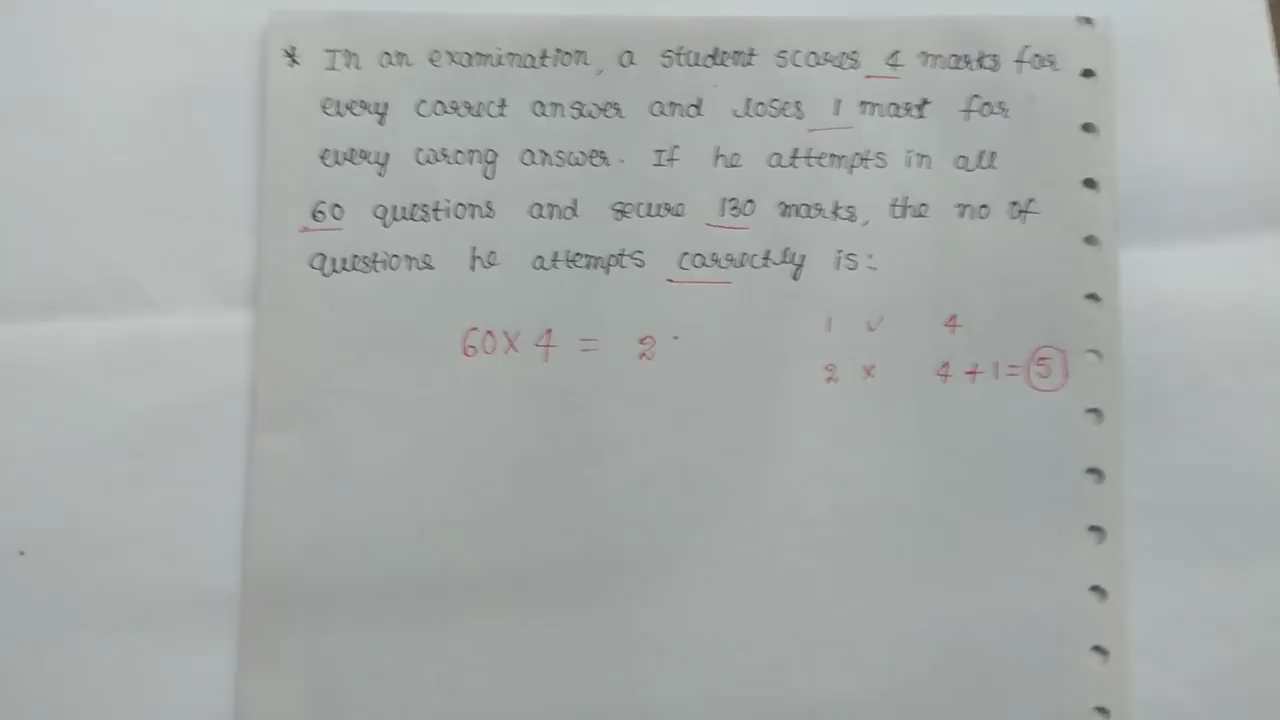 * In an examination, a student scores 4 marks for
every correct answer and loses 1 mark for
every wrong answer. If he attempts in all
60 questions and secure 130 marks, the no of
questions he attempts correctly is:
60 x 4 = 2
1 ✓ 4
2 x 4 + 1 = 5